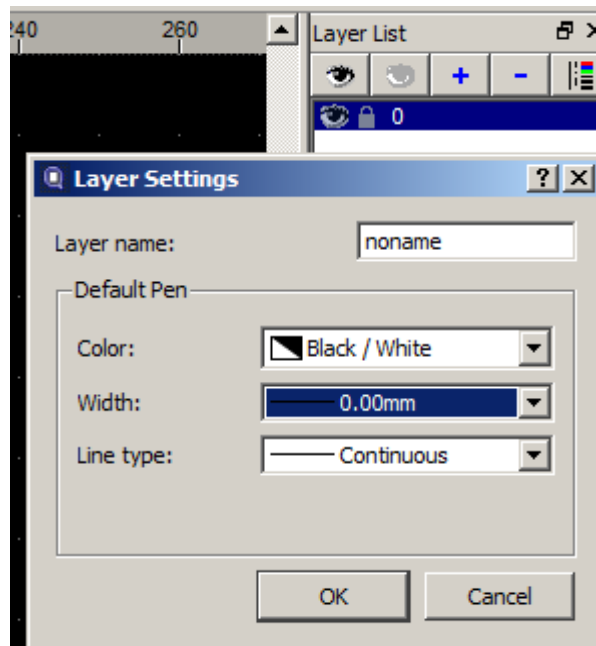 240 260
Layer List
0
Layer Settings
Layer name: noname
Default Pen
Color: Black / White
Width: 0.00mm
Line type: Continuous
OK Cancel